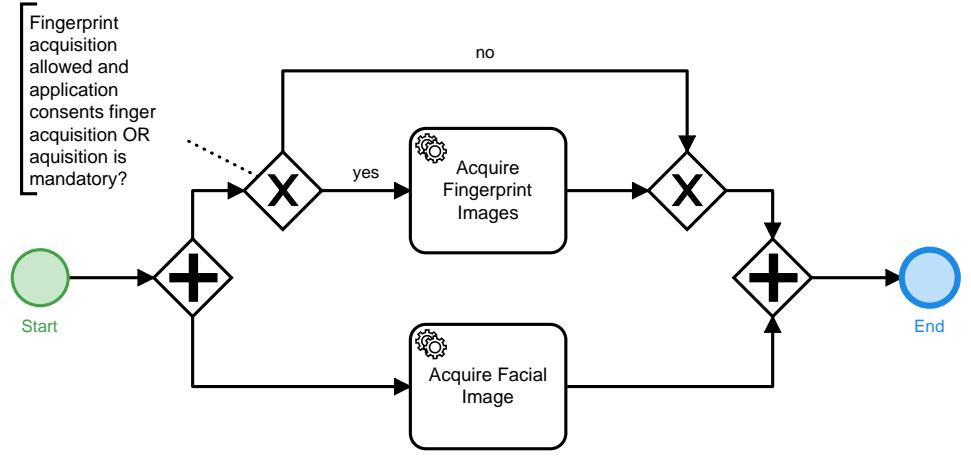 Fingerprint
acquisition
allowed and
application
consents finger
acquisition OR
aquisition is
mandatory?
no
yes
Acquire
Fingerprint
Images
X
X
Start
End
Acquire Facial
Image